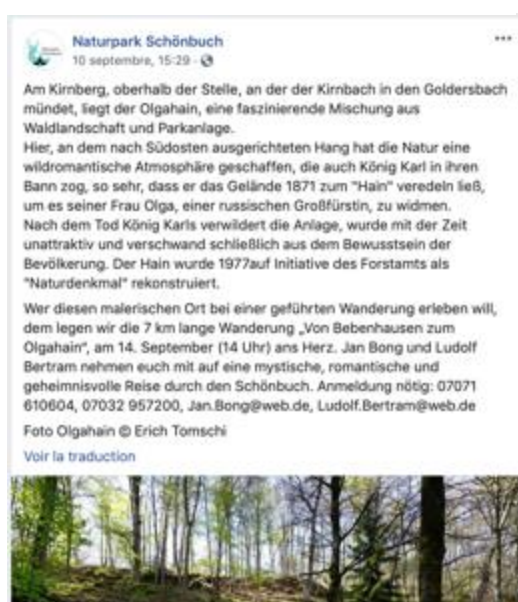 Naturpark Schönbuch
10 septembre, 15:29 ·
Am Kirnberg, oberhalb der Stelle, an der der Kirnbach in den Goldersbach
mündet, liegt der Olgahain, eine faszinierende Mischung aus
Waldlandschaft und Parkanlage.
Hier, an dem nach Südosten ausgerichteten Hang hat die Natur eine
wildromantische Atmosphäre geschaffen, die auch König Karl in ihren
Bann zog, so sehr, dass er das Gelände 1871 zum "Hain" veredeln ließ,
um es seiner Frau Olga, einer russischen Großfürstin, zu widmen.
Nach dem Tod König Karls verwildert die Anlage, wurde mit der Zeit
unattraktiv und verschwand schließlich aus dem Bewusstsein der
Bevölkerung. Der Hain wurde 1977auf Initiative des Forstamts als
"Naturdenkmal" rekonstruiert.
Wer diesen malerischen Ort bei einer geführten Wanderung erleben will,
dem legen wir die 7 km lange Wanderung „Von Bebenhausen zum
Olgahain“, am 14. September (14 Uhr) ans Herz. Jan Bong und Ludolf
Bertram nehmen euch mit auf eine mystische, romantische und
geheimnisvolle Reise durch den Schönbuch. Anmeldung nötig: 07071
610604, 07032 957200, Jan.Bong@web.de, Ludolf.Bertram@web.de
Foto Olgahain © Erich Tomschi
Voir la traduction